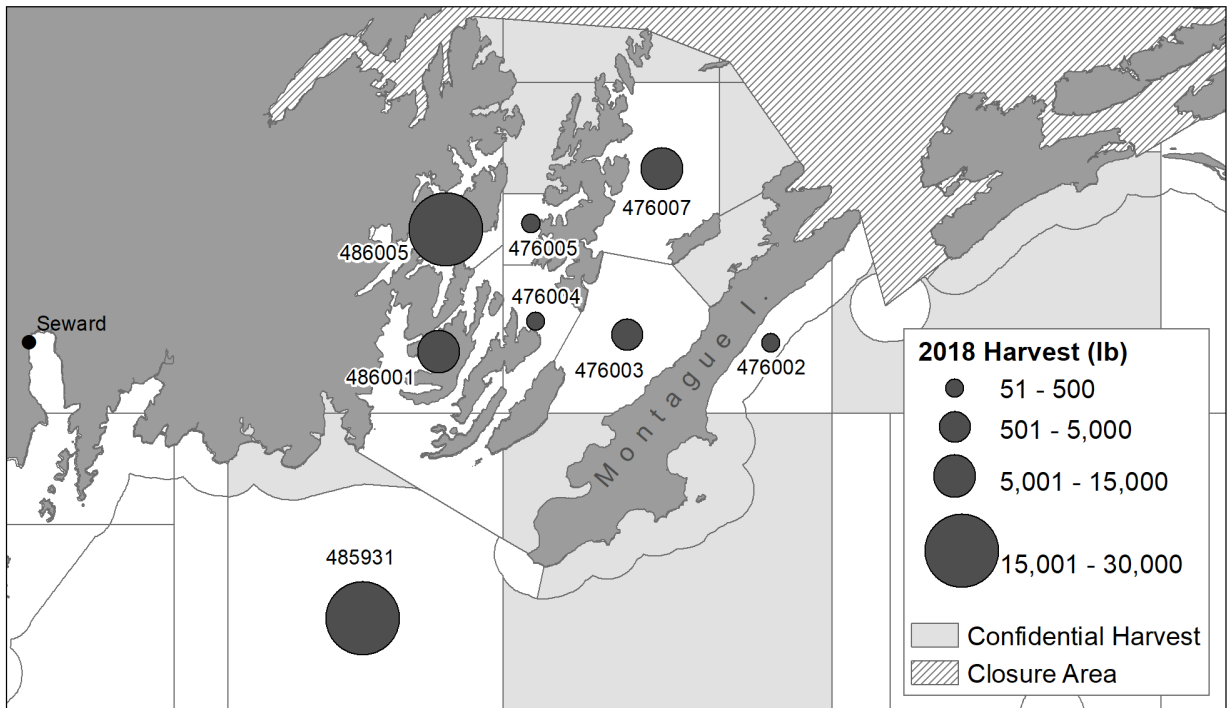 476007
486005
476005
476004
Seward
486001
476003
476002
Montague I.
485931
2018 Harvest (lb)
51 - 500
501 - 5,000
5,001 - 15,000
15,001 - 30,000
Confidential Harvest
Closure Area